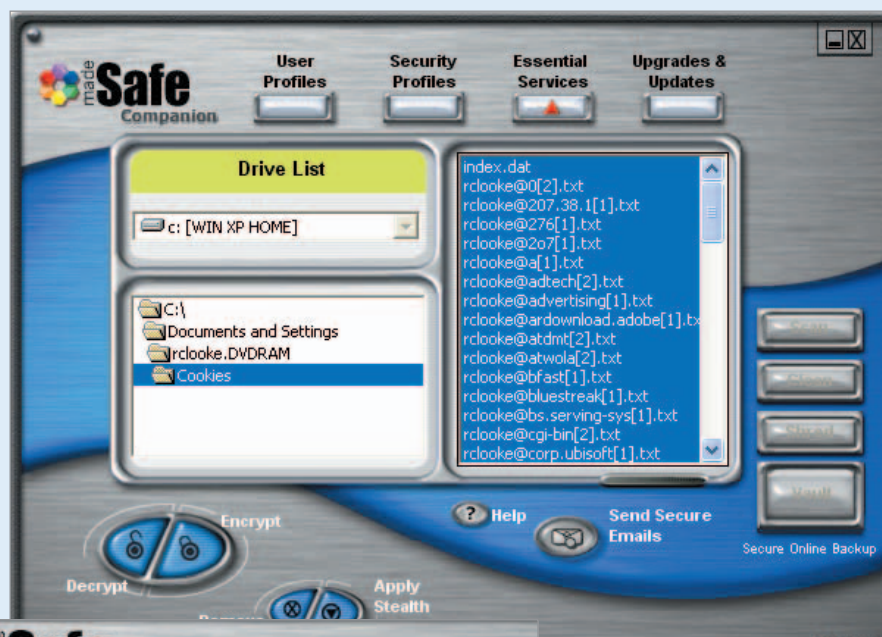 made
Safe
Companion
User
Profiles
Security
Profiles
Essential
Services
Upgrades &
Updates
Drive List
c: [WIN XP HOME]
C:\
Documents and Settings
rclooke.DVDRAM
Cookies
index.dat
rclooke@0[2].txt
rclooke@207.38.1[1].txt
rclooke@276[1].txt
rclooke@2o7[1].txt
rclooke@a[1].txt
rclooke@adtech[2].txt
rclooke@advertising[1].txt
rclooke@ardownload.adobe[1].tx
rclooke@atdmt[2].txt
rclooke@atwola[2].txt
rclooke@bfast[1].txt
rclooke@bluestreak[1].txt
rclooke@bs.serving-sys[1].txt
rclooke@cgi-bin[2].txt
rclooke@corp.ubisoft[1].txt
Scan
Clean
Shred
Vault
Secure Online Backup
Encrypt
Decrypt
Help
Send Secure
Emails
Apply
Stealth